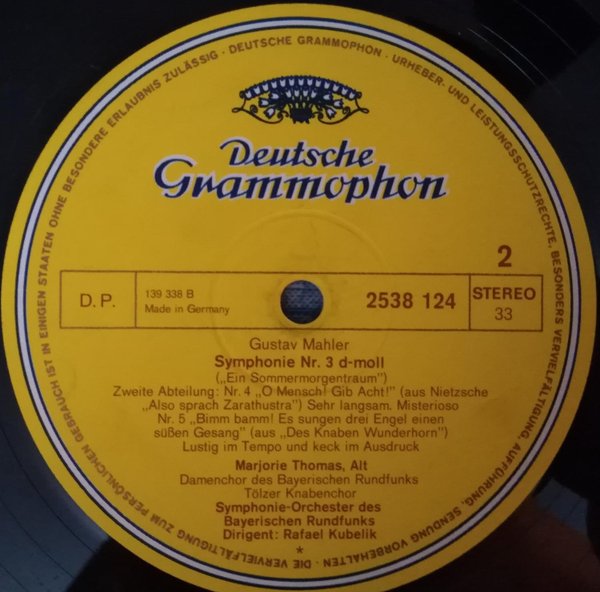 DEUTSCHE GRAMMOPHON · URHEBER- UND LEISTUNGSSCHUTZRECHTE, BESONDERS VERVIELFÄLTIGUNG, AUFFÜHRUNG, SENDUNG VORBEHALTEN · DIE VERVIELFÄLTIGUNG ZUM PERSÖNLICHEN GEBRAUCH IST IN EINIGEN STAATEN OHNE BESONDERE ERLAUBNIS ZULÄSSIG ·
Deutsche
Grammophon
2
D.P.
139 338 B
Made in Germany
2538 124
STEREO
33
Gustav Mahler
Symphonie Nr. 3 d-moll
(„Ein Sommermorgentraum")
Zweite Abteilung: Nr. 4 „O Mensch! Gib Acht!" (aus Nietzsche
„Also sprach Zarathustra") Sehr langsam. Misterioso
Nr. 5 „Bimm bamm! Es sungen drei Engel einen
süßen Gesang" (aus „Des Knaben Wunderhorn")
Lustig im Tempo und keck im Ausdruck
Marjorie Thomas, Alt
Damenchor des Bayerischen Rundfunks
Tölzer Knabenchor
Symphonie-Orchester des
Bayerischen Rundfunks
Dirigent: Rafael Kubelik
*